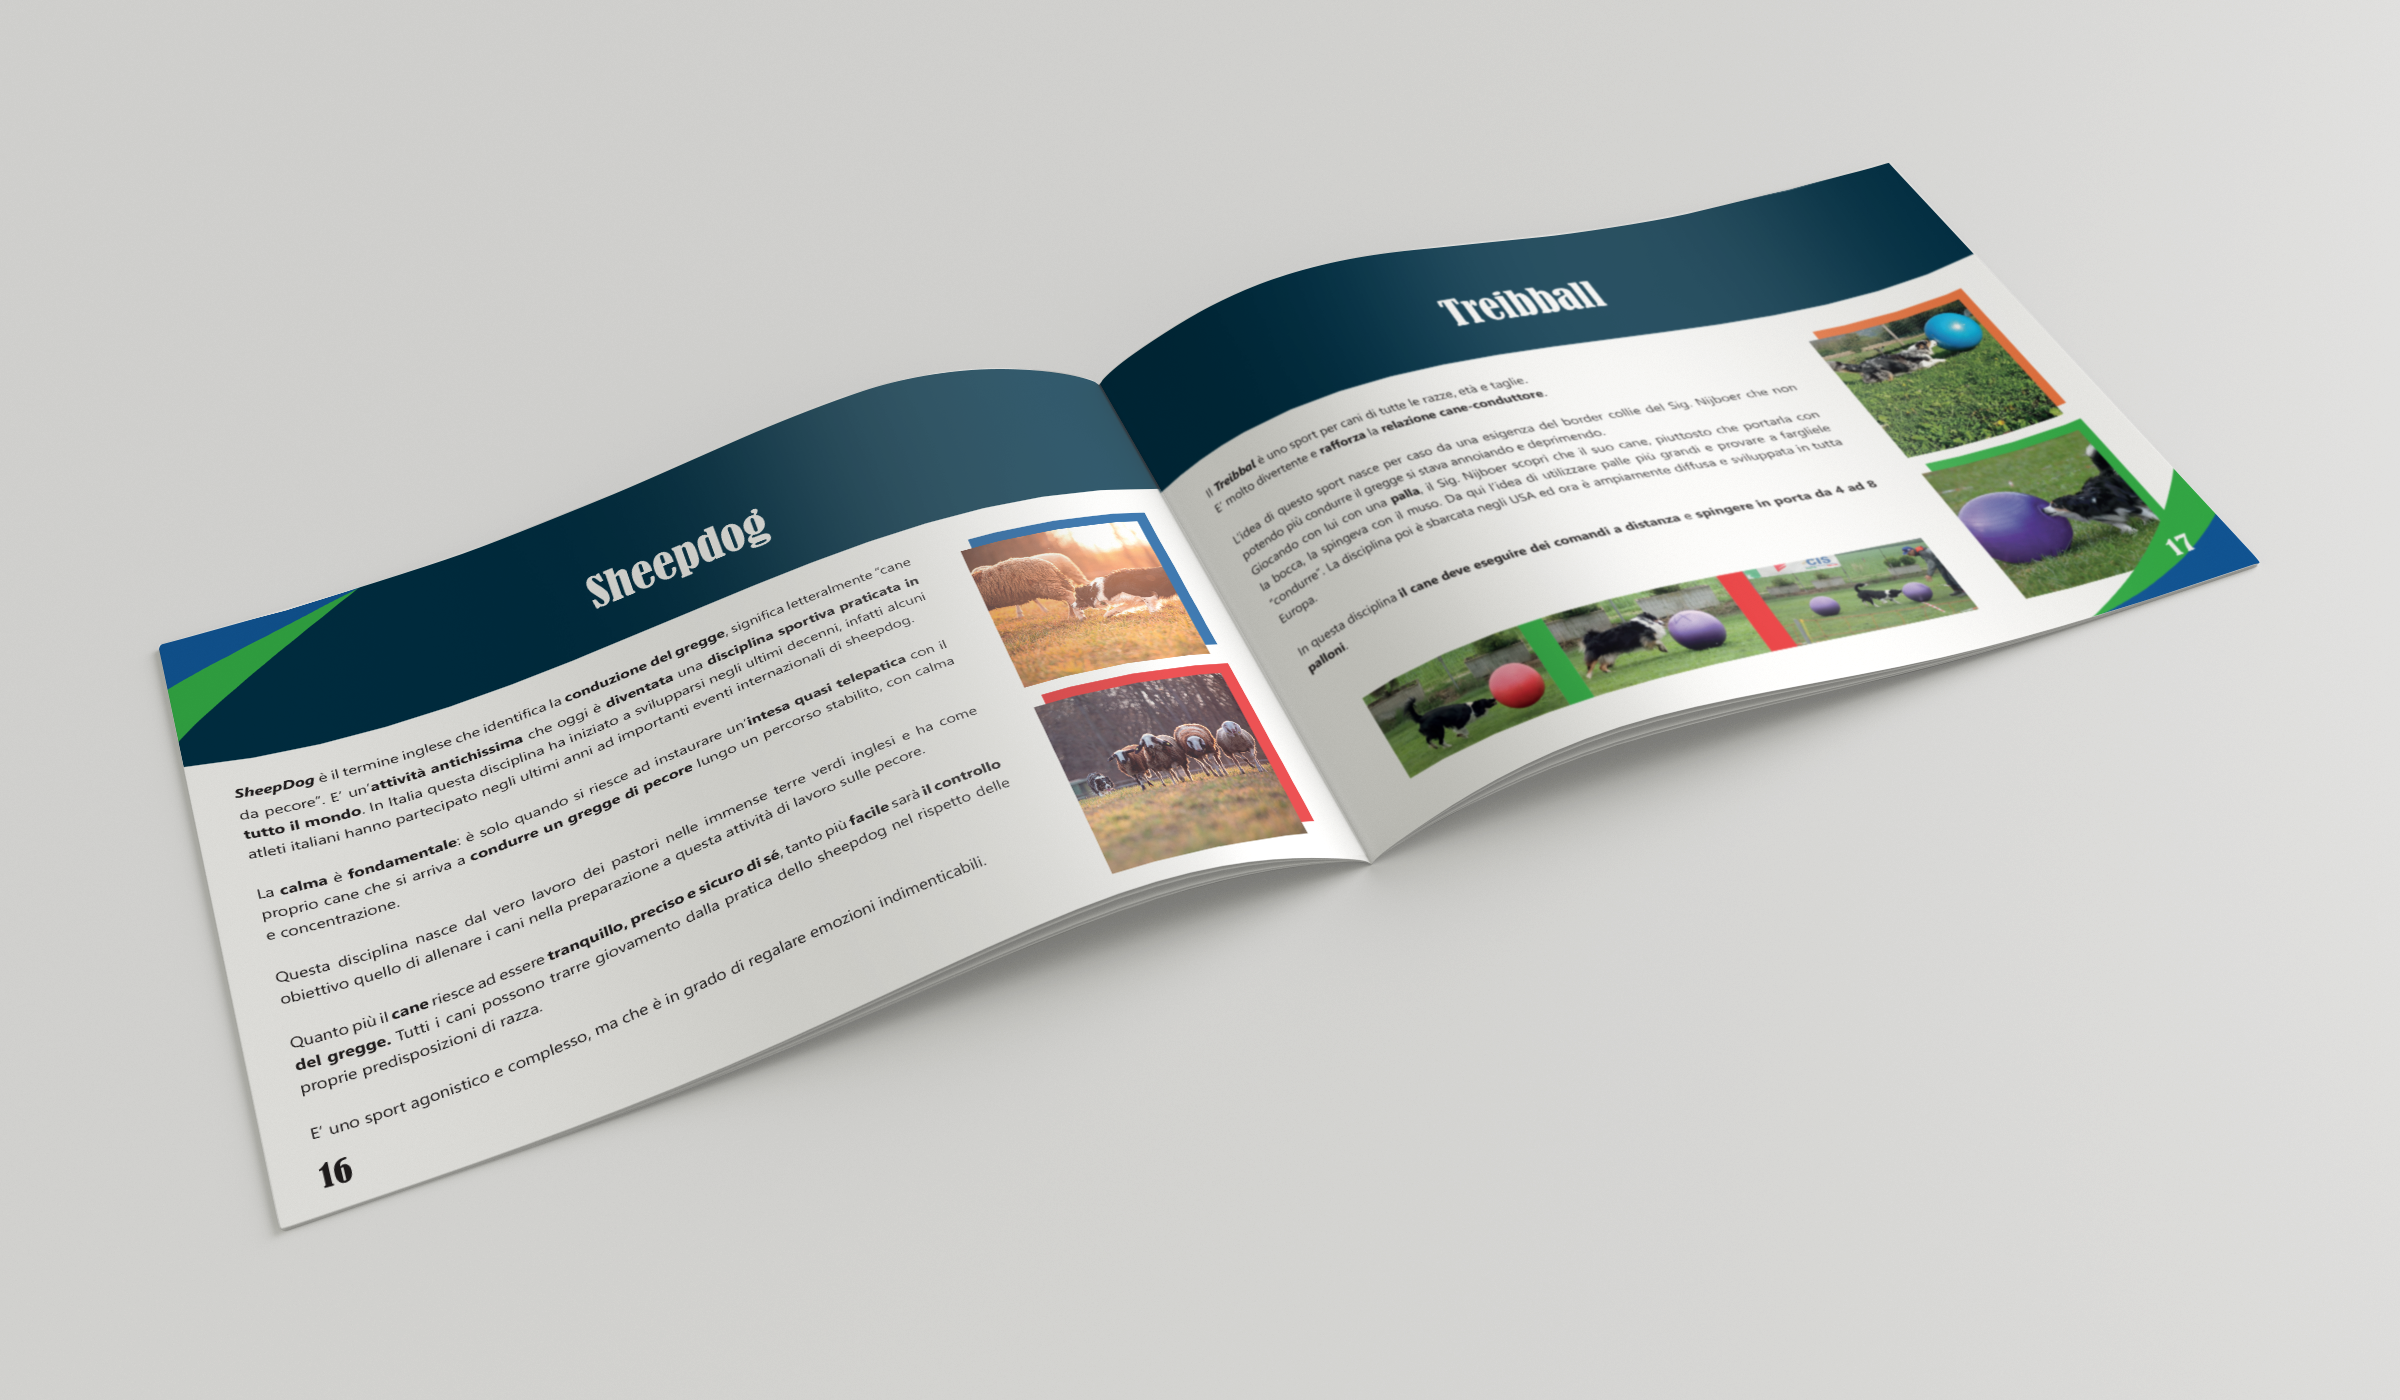 Sheepdog
SheepDog è il termine inglese che identifica la conduzione del gregge, significa letteralmente "cane
da pecore". E' un'attività antichissima che oggi è diventata una disciplina sportiva praticata in
tutto il mondo. In Italia questa disciplina ha iniziato a svilupparsi negli ultimi decenni, infatti alcuni
atleti italiani hanno partecipato negli ultimi anni ad importanti eventi internazionali di sheepdog.
La calma è fondamentale: è solo quando si riesce ad instaurare un'intesa quasi telepatica con il
proprio cane che si arriva a condurre un gregge di pecore lungo un percorso stabilito, con calma
e concentrazione.
Questa disciplina nasce dal vero lavoro dei pastori nelle immense terre verdi inglesi e ha come
obiettivo quello di allenare i cani nella preparazione a questa attività di lavoro sulle pecore.
Quanto più il cane riesce ad essere tranquillo, preciso e sicuro di sé, tanto più facile sarà il controllo
del gregge. Tutti i cani possono trarre giovamento dalla pratica dello sheepdog nel rispetto delle
proprie predisposizioni di razza.
E' uno sport agonistico e complesso, ma che è in grado di regalare emozioni indimenticabili.
16
Treibball
Il Treibbal è uno sport per cani di tutte le razze, età e taglie.
E' molto divertente e rafforza la relazione cane-conduttore.
L'idea di questo sport nasce per caso da una esigenza del border collie del Sig. Nijboer che non
potendo più condurre il gregge si stava annoiando e deprimendo.
Giocando con lui con una palla, il Sig. Nijboer scoprì che il suo cane, piuttosto che portarla con
la bocca, la spingeva con il muso. Da qui l'idea di utilizzare palle più grandi e provare a fargliele
"condurre". La disciplina poi è sbarcata negli USA ed ora è ampiamente diffusa e sviluppata in tutta
Europa.
In questa disciplina il cane deve eseguire dei comandi a distanza e spingere in porta da 4 ad 8
palloni.
CIS
17